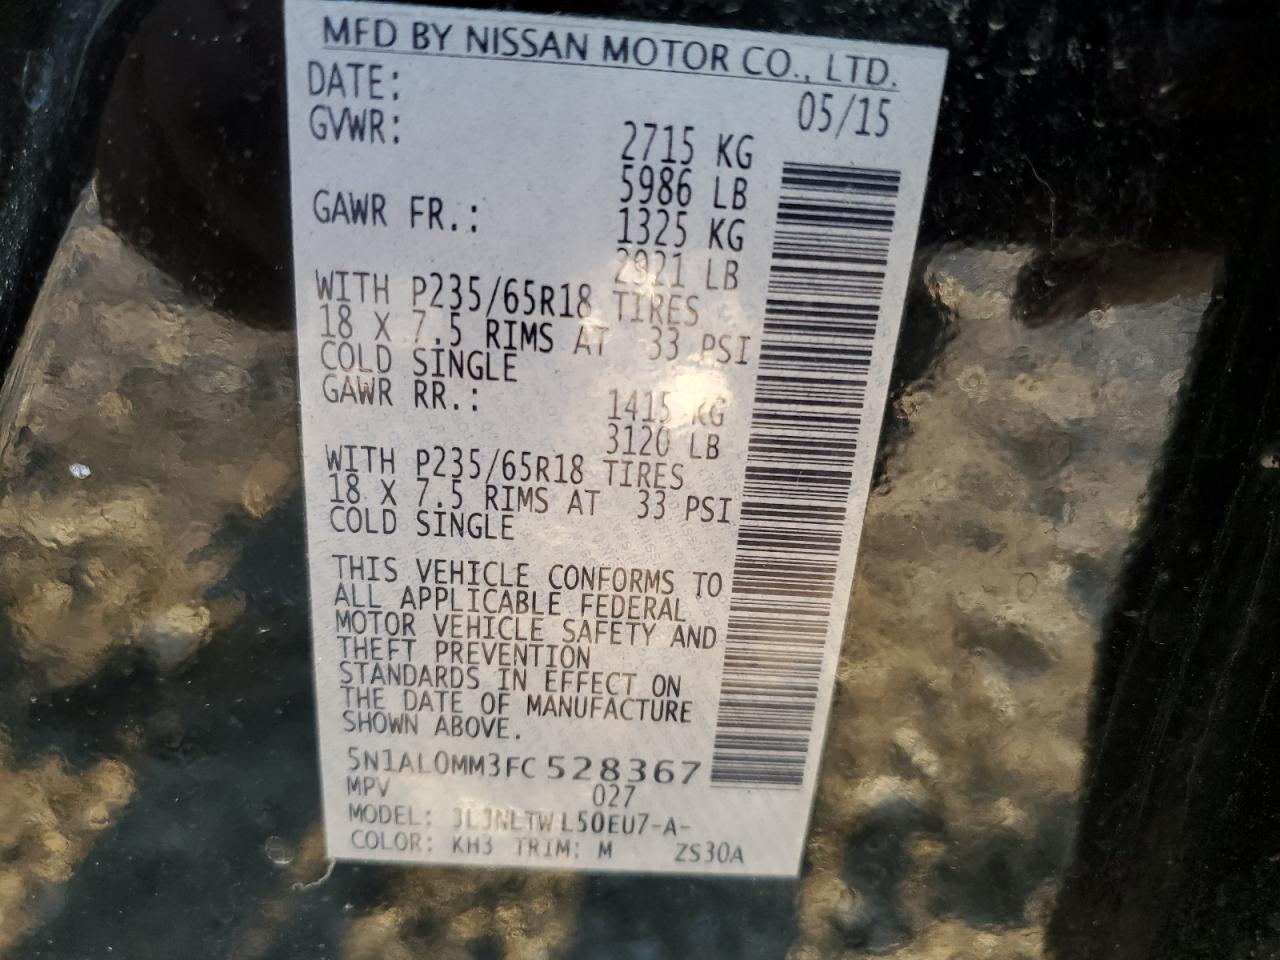 MFD BY NISSAN MOTOR CO., LTD.
DATE: 05/15
GVWR: 2715 KG
5986 LB
GAWR FR.: 1325 KG
2921 LB
WITH P235/65R18 TIRES
18 X 7.5 RIMS AT 33 PSI
COLD SINGLE
GAWR RR.: 1415 KG
3120 LB
WITH P235/65R18 TIRES
18 X 7.5 RIMS AT 33 PSI
COLD SINGLE
THIS VEHICLE CONFORMS TO
ALL APPLICABLE FEDERAL
MOTOR VEHICLE SAFETY AND
THEFT PREVENTION
STANDARDS IN EFFECT ON
THE DATE OF MANUFACTURE
SHOWN ABOVE.
5N1AL0MM3FC 528367
MPV 027
MODEL: L50EU7-A-
COLOR: KH3 TRIM: M ZS30A